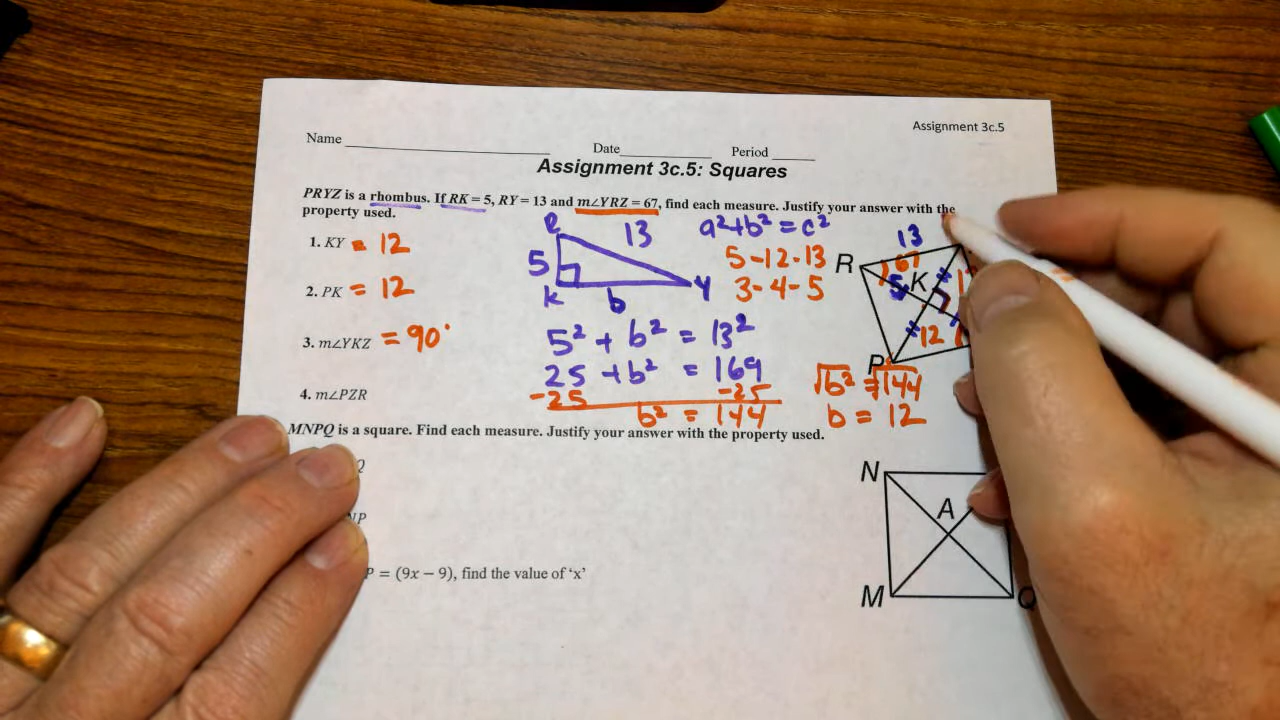 Assignment 3c.5
Name Date Period
Assignment 3c.5: Squares
PRYZ is a rhombus. If RK = 5, RY = 13 and m∠YRZ = 67, find each measure. Justify your answer with the
property used.
1. KY = 12
2. PK = 12
3. m∠YKZ = 90°
4. m∠PZR
R 13
5
K b Y
a² + b² = c²
5-12-13
3-4-5
5² + b² = 13²
25 + b² = 169
-25 -25
b² = 144
√b² = √144
b = 12
13
R 67
5 K
12
P
MNPQ is a square. Find each measure. Justify your answer with the property used.
Q
NP
P = (9x − 9), find the value of ‘x’
N
A
M Q